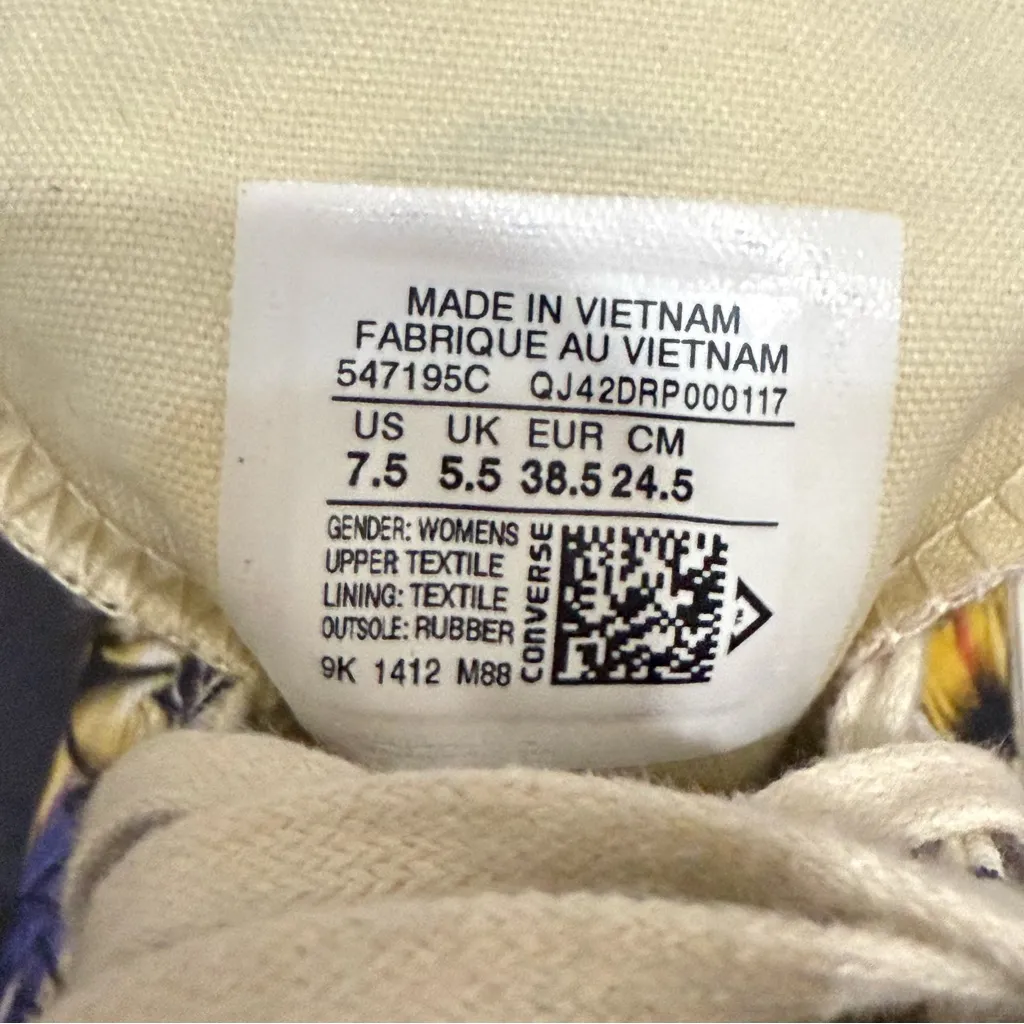 MADE IN VIETNAM
FABRIQUE AU VIETNAM
547195C QJ42DRP000117
US UK EUR CM
7.5 5.5 38.5 24.5
GENDER: WOMENS
UPPER TEXTILE
LINING: TEXTILE
OUTSOLE: RUBBER
9K 1412 M88
CONVERSE